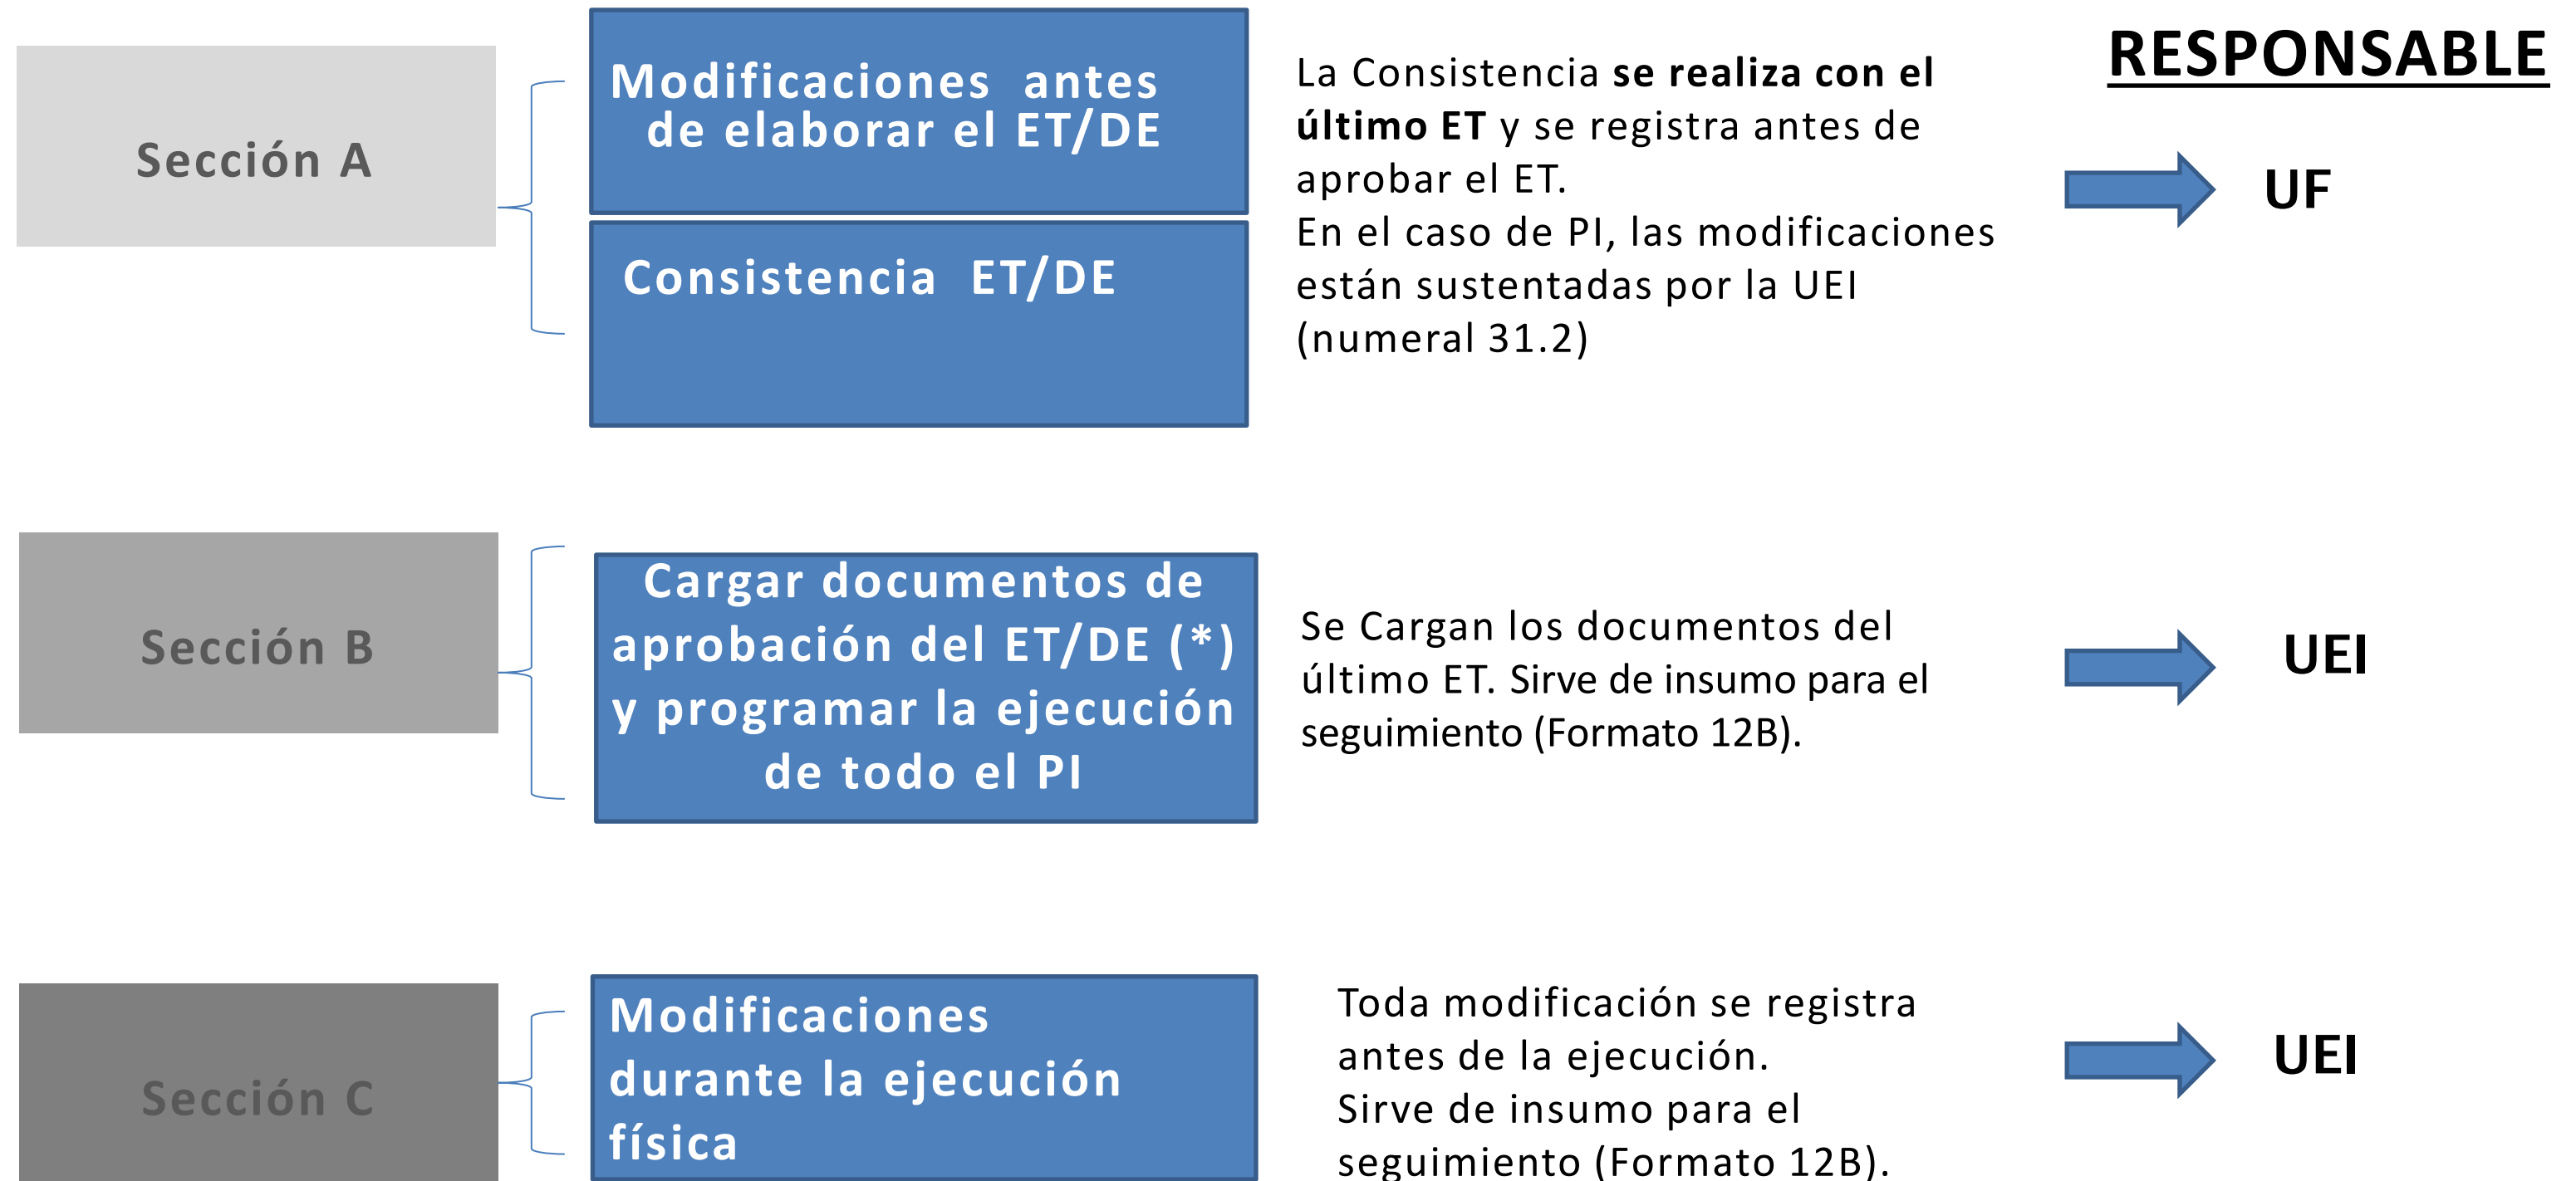 RESPONSABLE
Sección A
Modificaciones antes
de elaborar el ET/DE
Consistencia ET/DE
La Consistencia se realiza con el
último ET y se registra antes de
aprobar el ET.
En el caso de PI, las modificaciones
están sustentadas por la UEI
(numeral 31.2)
UF
Sección B
Cargar documentos de
aprobación del ET/DE (*)
y programar la ejecución
de todo el PI
Se Cargan los documentos del
último ET. Sirve de insumo para el
seguimiento (Formato 12B).
UEI
Sección C
Modificaciones
durante la ejecución
física
Toda modificación se registra
antes de la ejecución.
Sirve de insumo para el
seguimiento (Formato 12B).
UEI